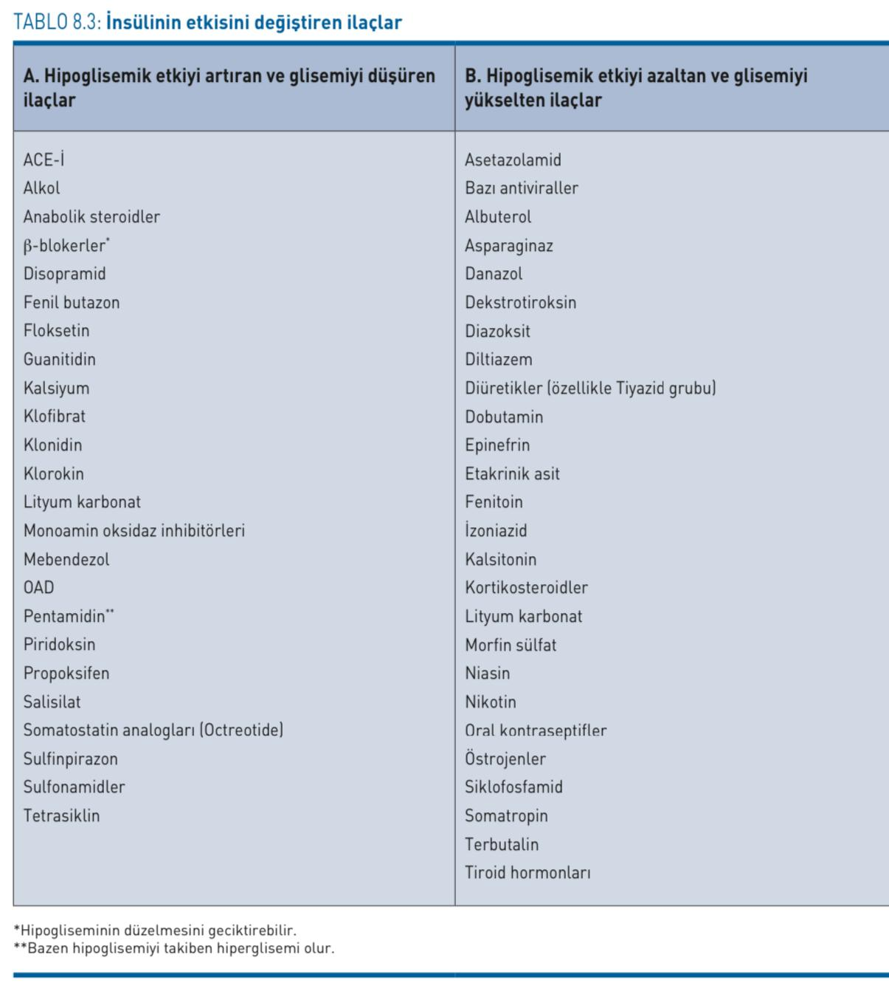 TABLO 8.3: İnsülinin etkisini değiştiren ilaçlar
A. Hipoglisemik etkiyi artıran ve glisemiyi düşüren
ilaçlar
B. Hipoglisemik etkiyi azaltan ve glisemiyi
yükselten ilaçlar
ACE-İ
Alkol
Anabolik steroidler
β-blokerler*
Disopramid
Fenil butazon
Floksetin
Guanitidin
Kalsiyum
Klofibrat
Klonidin
Klorokin
Lityum karbonat
Monoamin oksidaz inhibitörleri
Mebendezol
OAD
Pentamidin**
Piridoksin
Propoksifen
Salisilat
Somatostatin analogları (Octreotide)
Sulfinpirazon
Sulfonamidler
Tetrasiklin
Asetazolamid
Bazı antiviraller
Albuterol
Asparaginaz
Danazol
Dekstrotiroksin
Diazoksit
Diltiazem
Diüretikler (özellikle Tiyazid grubu)
Dobutamin
Epinefrin
Etakrinik asit
Fenitoin
İzoniazid
Kalsitonin
Kortikosteroidler
Lityum karbonat
Morfin sülfat
Niasin
Nikotin
Oral kontraseptifler
Östrojenler
Siklofosfamid
Somatropin
Terbutalin
Tiroid hormonları
*Hipogliseminin düzelmesini geciktirebilir.
**Bazen hipoglisemiyi takiben hiperglisemi olur.